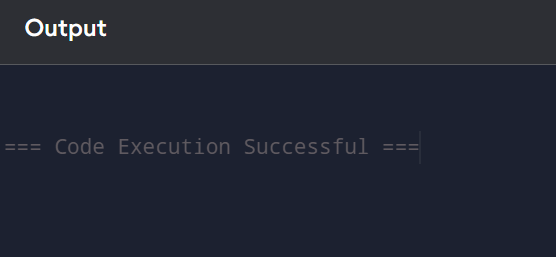 Output
=== Code Execution Successful ===